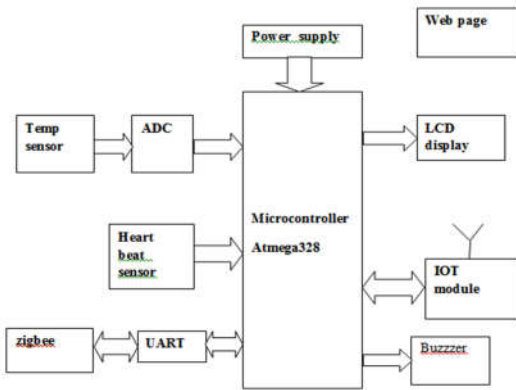 Power supply
Web page
Temp
sensor
ADC
LCD
display
Microcontroller
Atmega328
Heart
beat
sensor
IOT
module
zigbee
UART
Buzzzer